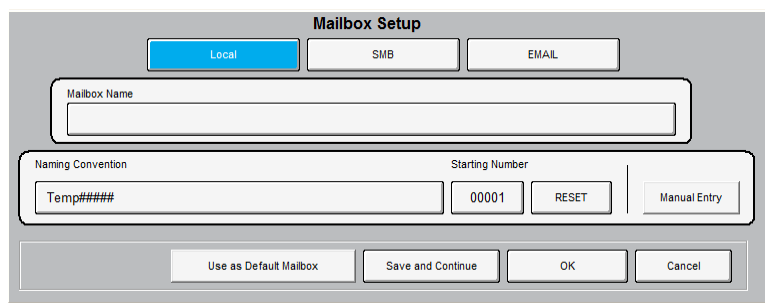 Mailbox Setup
Local SMB EMAIL
Mailbox Name
Naming Convention Starting Number
Temp##### 00001 RESET Manual Entry
Use as Default Mailbox Save and Continue OK Cancel